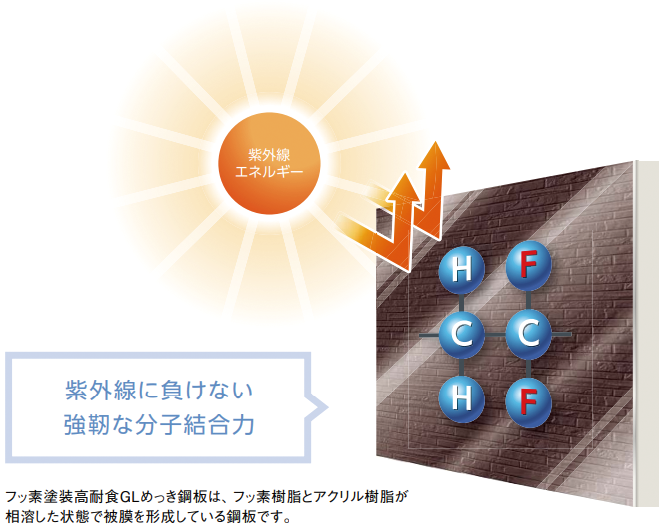 紫外線
エネルギー
H F
C C
H F
紫外線に負けない
強靭な分子結合力
フッ素塗装高耐食GLめっき鋼板は、フッ素樹脂とアクリル樹脂が
相溶した状態で被膜を形成している鋼板です。